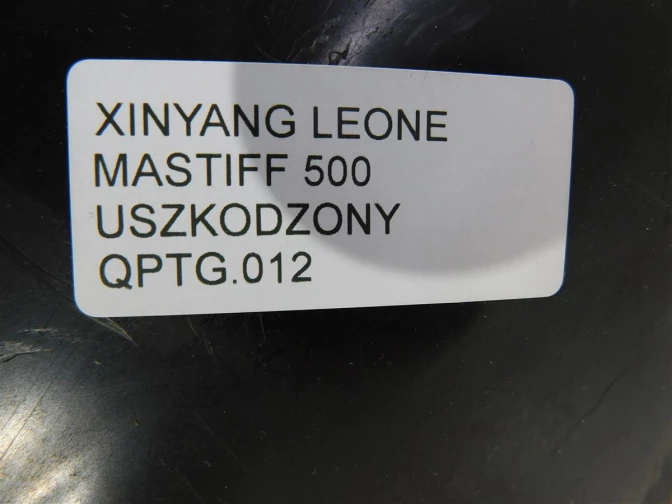 XINYANG LEONE
MASTIFF 500
USZKODZONY
QPTG.012